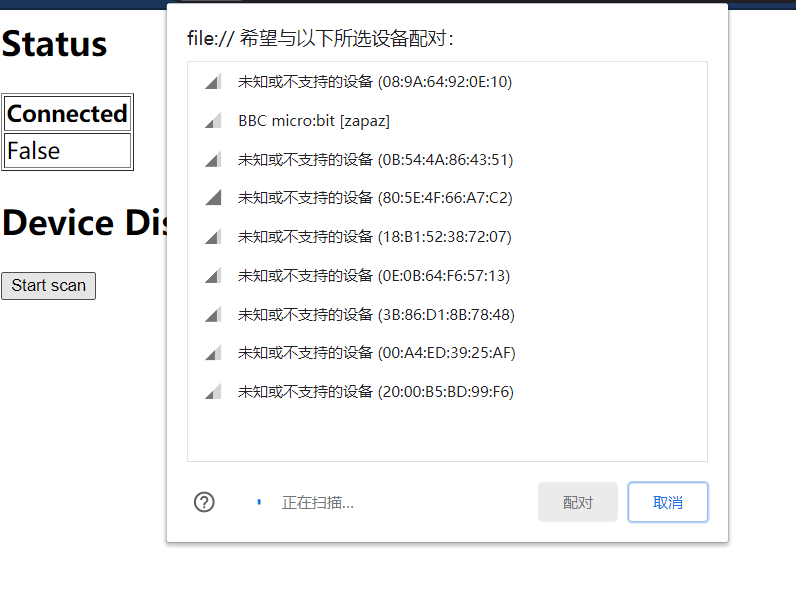 Status
Connected
False
Device Dis
Start scan
file:// 希望与以下所选设备配对：
未知或不支持的设备 (08:9A:64:92:0E:10)
BBC micro:bit [zapaz]
未知或不支持的设备 (0B:54:4A:86:43:51)
未知或不支持的设备 (80:5E:4F:66:A7:C2)
未知或不支持的设备 (18:B1:52:38:72:07)
未知或不支持的设备 (0E:0B:64:F6:57:13)
未知或不支持的设备 (3B:86:D1:8B:78:48)
未知或不支持的设备 (00:A4:ED:39:25:AF)
未知或不支持的设备 (20:00:B5:BD:99:F6)
正在扫描...
配对
取消